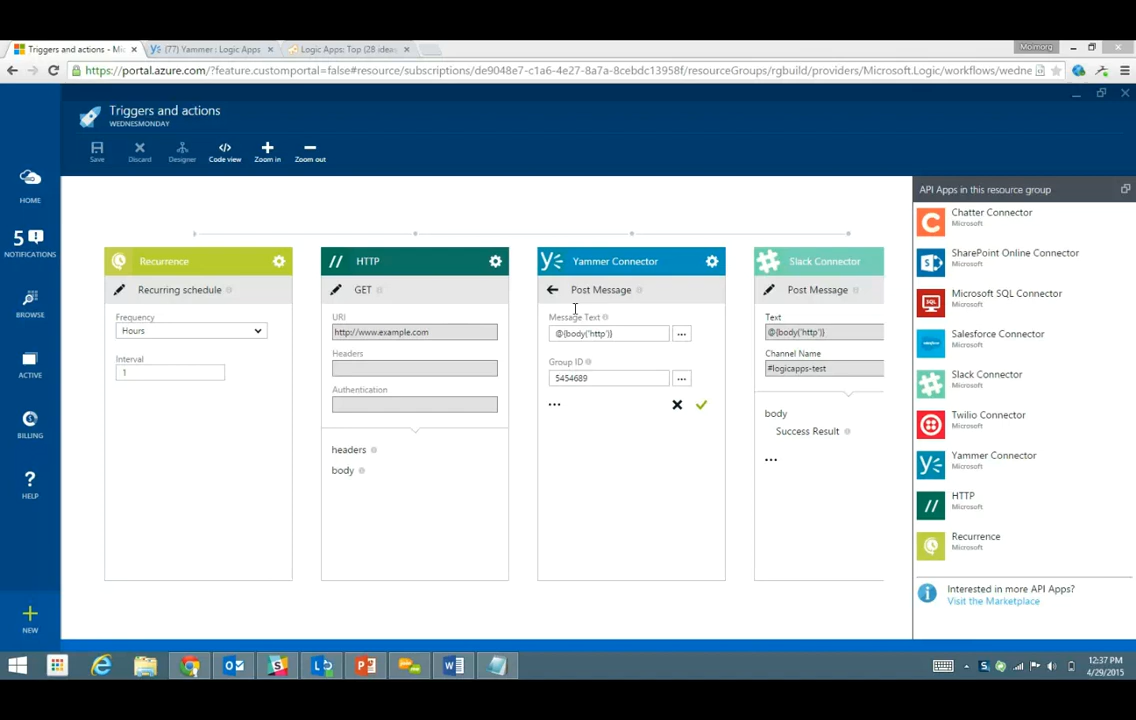 Triggers and actions - Mic
(77) Yammer : Logic Apps
Logic Apps: Top (28 ideas
Moimorg
https://portal.azure.com/?feature.customportal=false#resource/subscriptions/de9048e7-c1a6-4e27-8a7a-8cebdc13958f/resourceGroups/rgbuild/providers/Microsoft.Logic/workflows/wedne
Triggers and actions
WEDNESMONDAY
Save
Discard
Designer
Code view
Zoom in
Zoom out
HOME
5
NOTIFICATIONS
BROWSE
ACTIVE
BILLING
HELP
NEW
Recurrence
Recurring schedule
Frequency
Hours
Interval
1
HTTP
GET
URI
http://www.example.com
Headers
Authentication
headers
body
Yammer Connector
Post Message
Message Text
@{body('http')}
...
Group ID
5454689
...
...
Slack Connector
Post Message
Text
@{body('http')}
Channel Name
#logicapps-test
body
Success Result
...
API Apps in this resource group
Chatter Connector
Microsoft
SharePoint Online Connector
Microsoft
Microsoft SQL Connector
Microsoft
Salesforce Connector
Microsoft
Slack Connector
Microsoft
Twilio Connector
Microsoft
Yammer Connector
Microsoft
HTTP
Microsoft
Recurrence
Microsoft
Interested in more API Apps?
Visit the Marketplace
12:37 PM
4/29/2015